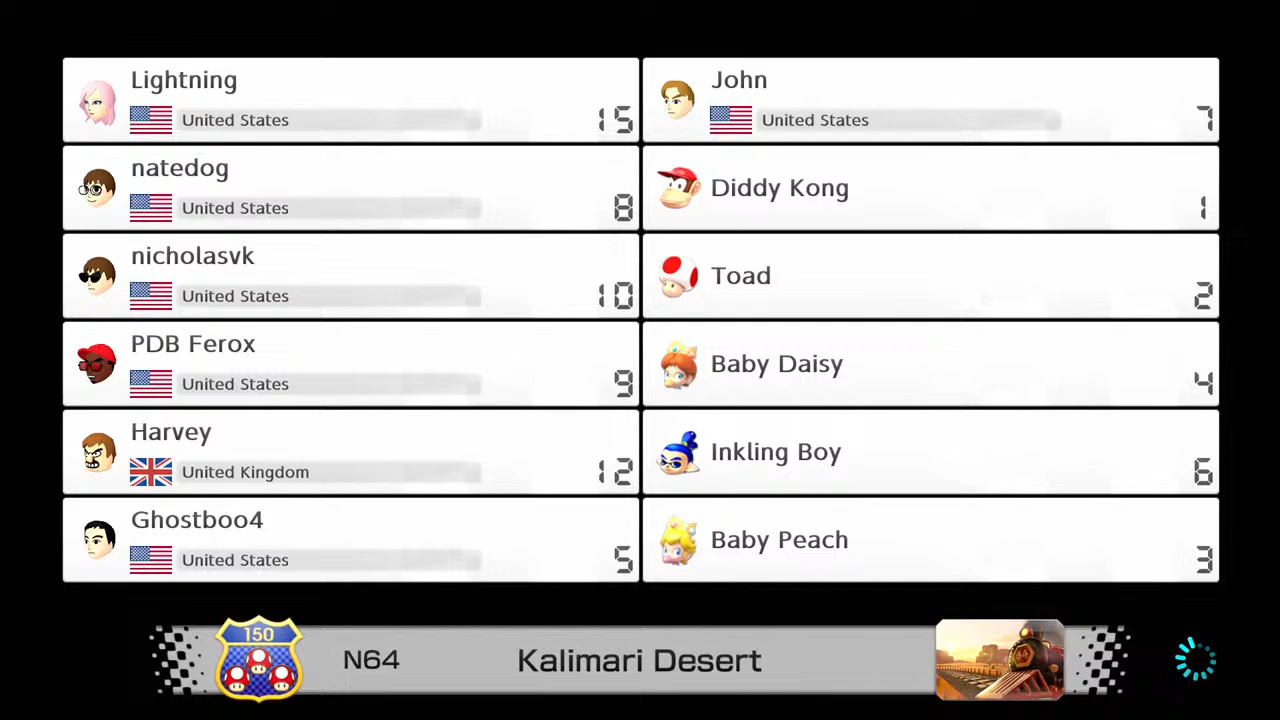 Lightning
United States
15
natedog
United States
8
nicholasvk
United States
10
PDB Ferox
United States
9
Harvey
United Kingdom
12
Ghostboo4
United States
5
John
United States
7
Diddy Kong
1
Toad
2
Baby Daisy
4
Inkling Boy
6
Baby Peach
3
150
N64 Kalimari Desert